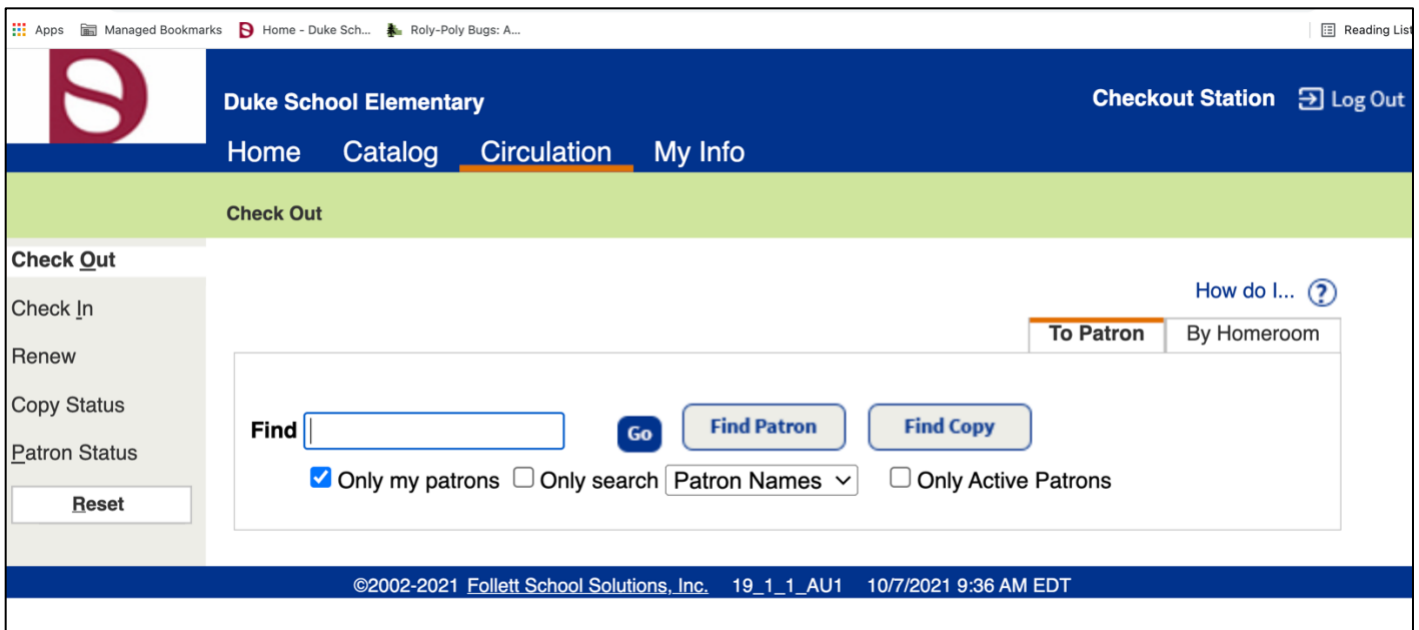 Apps Managed Bookmarks Home - Duke Sch... Roly-Poly Bugs: A... Reading List
Duke School Elementary
Checkout Station Log Out
Home Catalog Circulation My Info
Check Out
Check Out
How do I... ?
Check In
To Patron By Homeroom
Renew
Copy Status
Find Go Find Patron Find Copy
Patron Status
Only my patrons Only search Patron Names Only Active Patrons
Reset
©2002-2021 Follett School Solutions, Inc. 19_1_1_AU1 10/7/2021 9:36 AM EDT